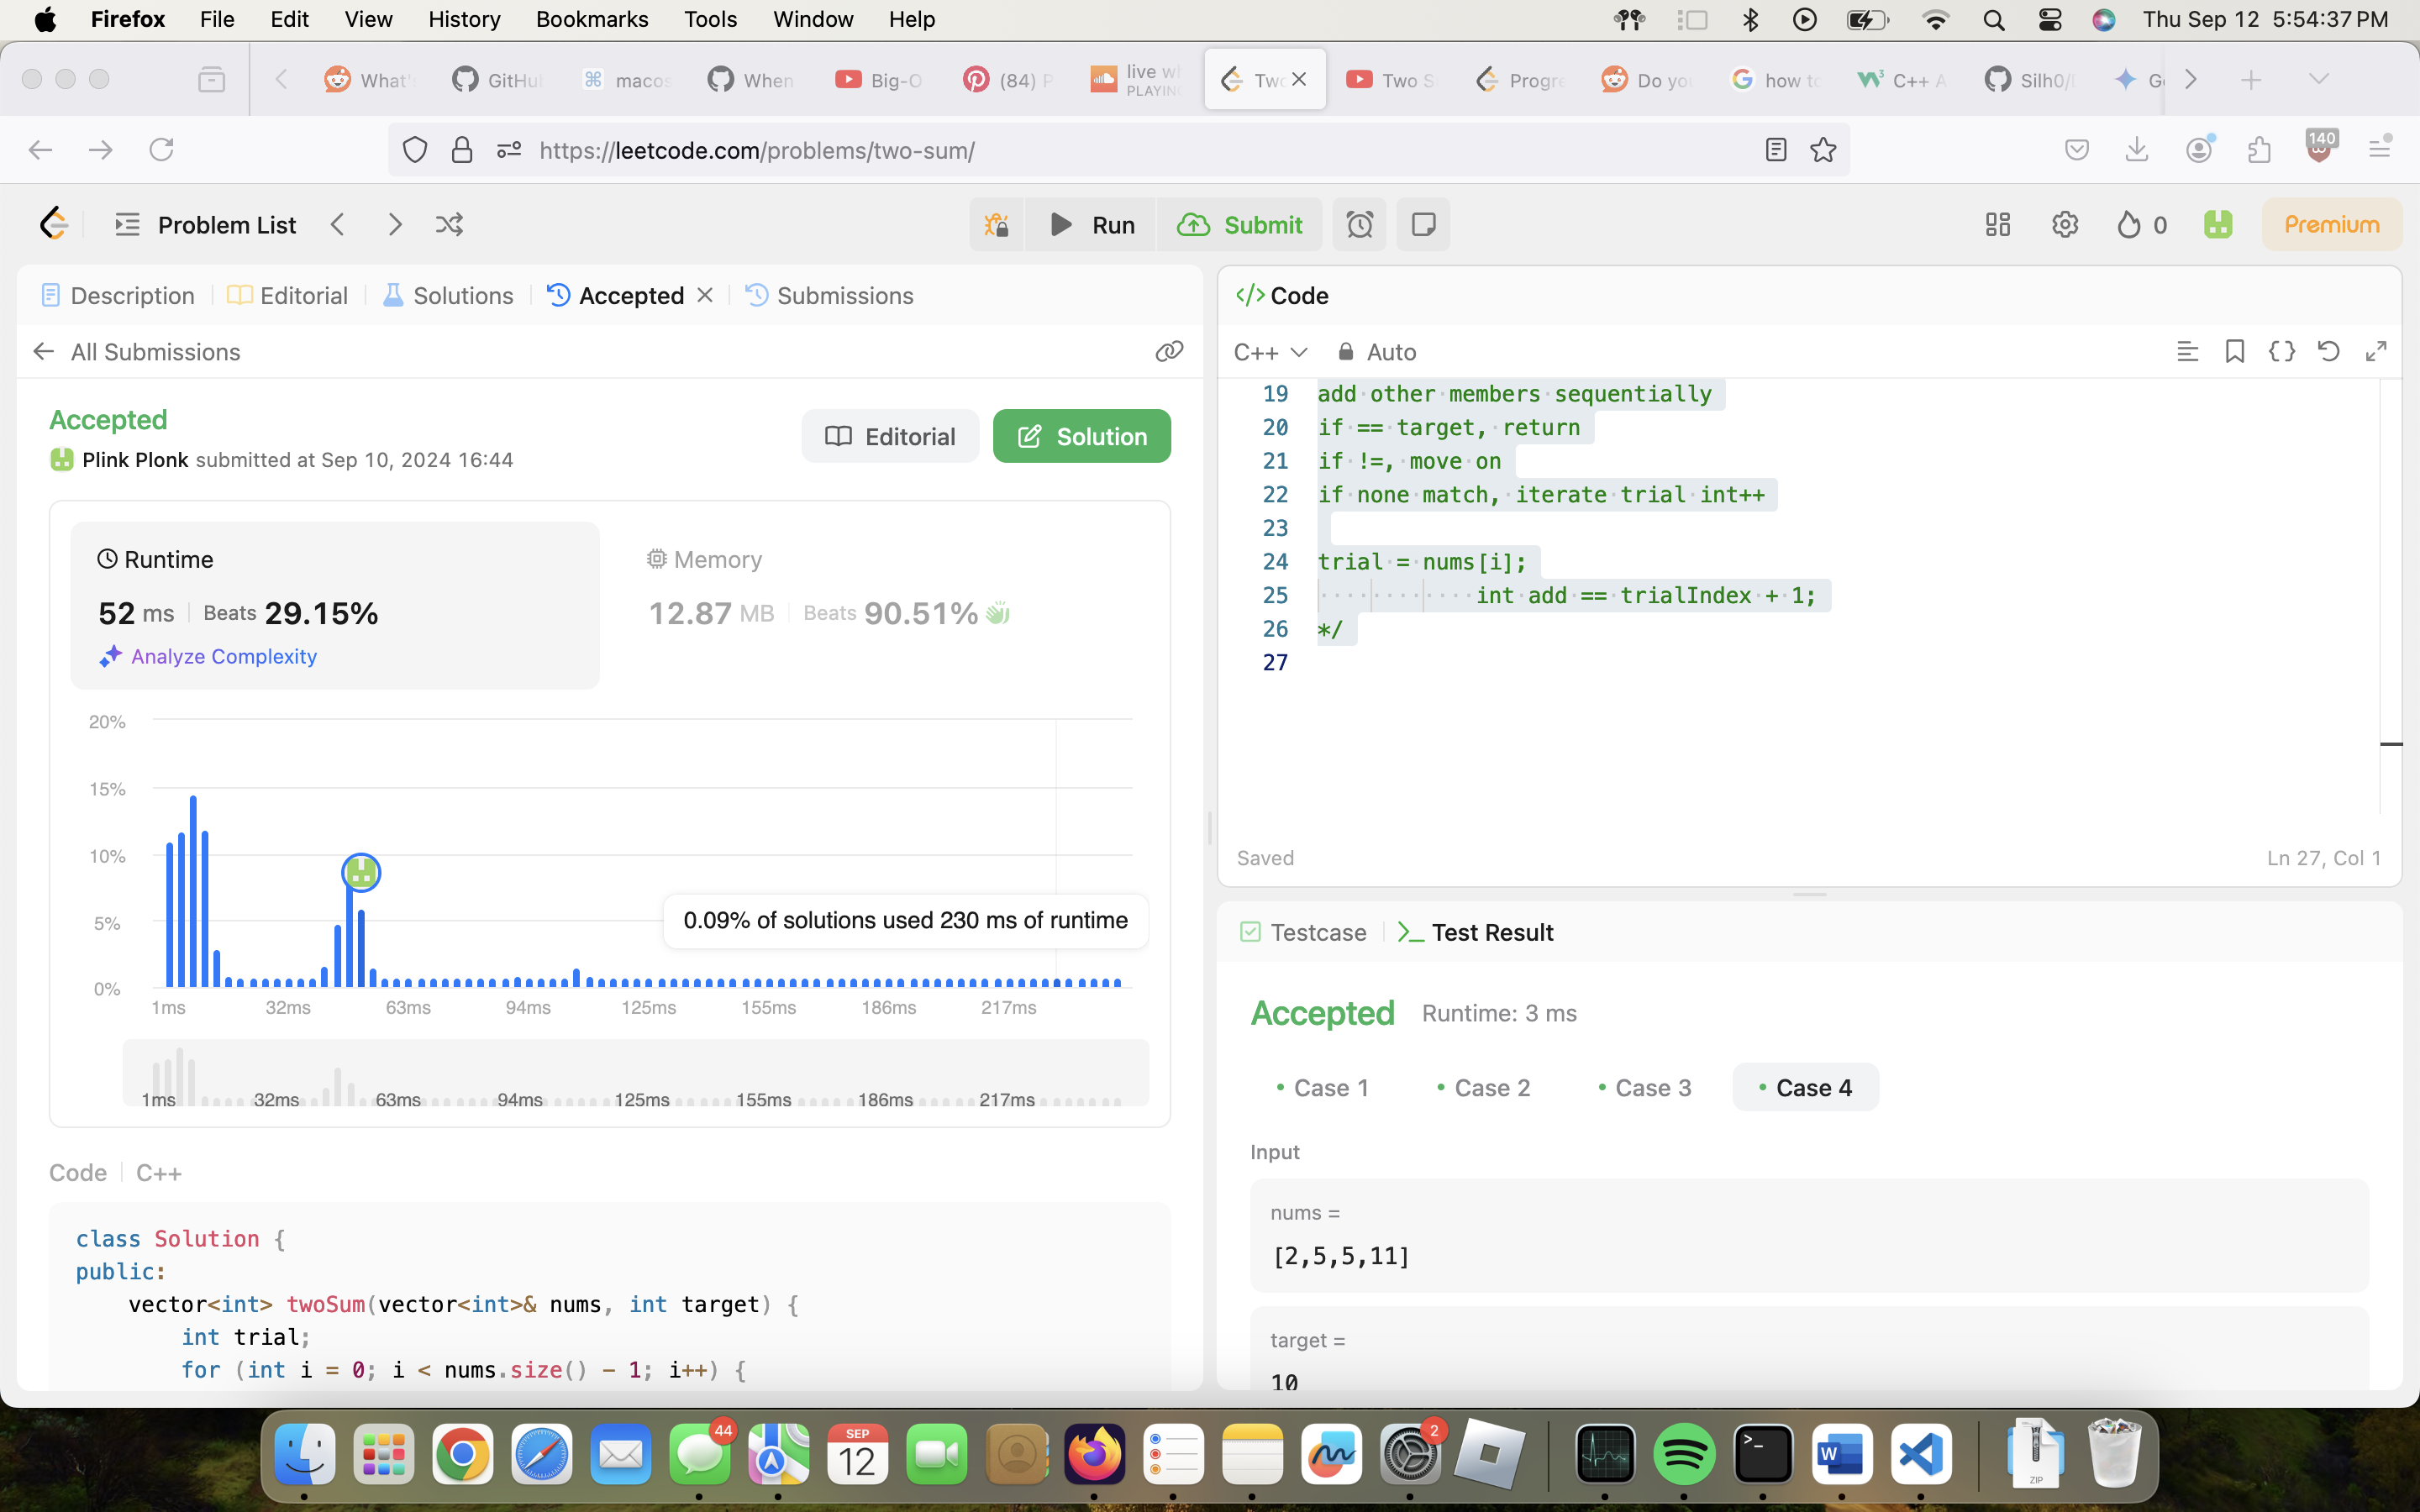 Firefox File Edit View History Bookmarks Tools Window Help Thu Sep 12 5:54:37 PM
What' GitHu macos When Big-O (84) P live w PLAYING Two Two S Progre Do yo how to C++ A Silh0/ G
https://leetcode.com/problems/two-sum/ 140
Problem List Run Submit 0 Premium
Description Editorial Solutions Accepted Submissions
All Submissions
Accepted
Plink Plonk submitted at Sep 10, 2024 16:44
Editorial Solution
Runtime
52 ms Beats 29.15%
Analyze Complexity
Memory
12.87 MB Beats 90.51%
20%
15%
10%
5%
0%
0.09% of solutions used 230 ms of runtime
1ms 32ms 63ms 94ms 125ms 155ms 186ms 217ms
1ms 32ms 63ms 94ms 125ms 155ms 186ms 217ms
Code C++
class Solution {
public:
vector<int> twoSum(vector<int>& nums, int target) {
int trial;
for (int i = 0; i < nums.size() - 1; i++) {
</> Code
C++ Auto
19 add other members sequentially
20 if == target, return
21 if !=, move on
22 if none match, iterate trial int++
23
24 trial = nums[i];
25 int add == trialIndex + 1;
26 */
27
Saved Ln 27, Col 1
Testcase >_ Test Result
Accepted Runtime: 3 ms
Case 1 Case 2 Case 3 Case 4
Input
nums =
[2,5,5,11]
target =
10
44 SEP 12 2 >_ W ZIP